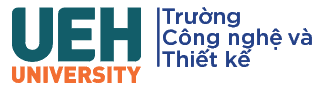 UEH
UNIVERSITY
Trường
Công nghệ và
Thiết kế